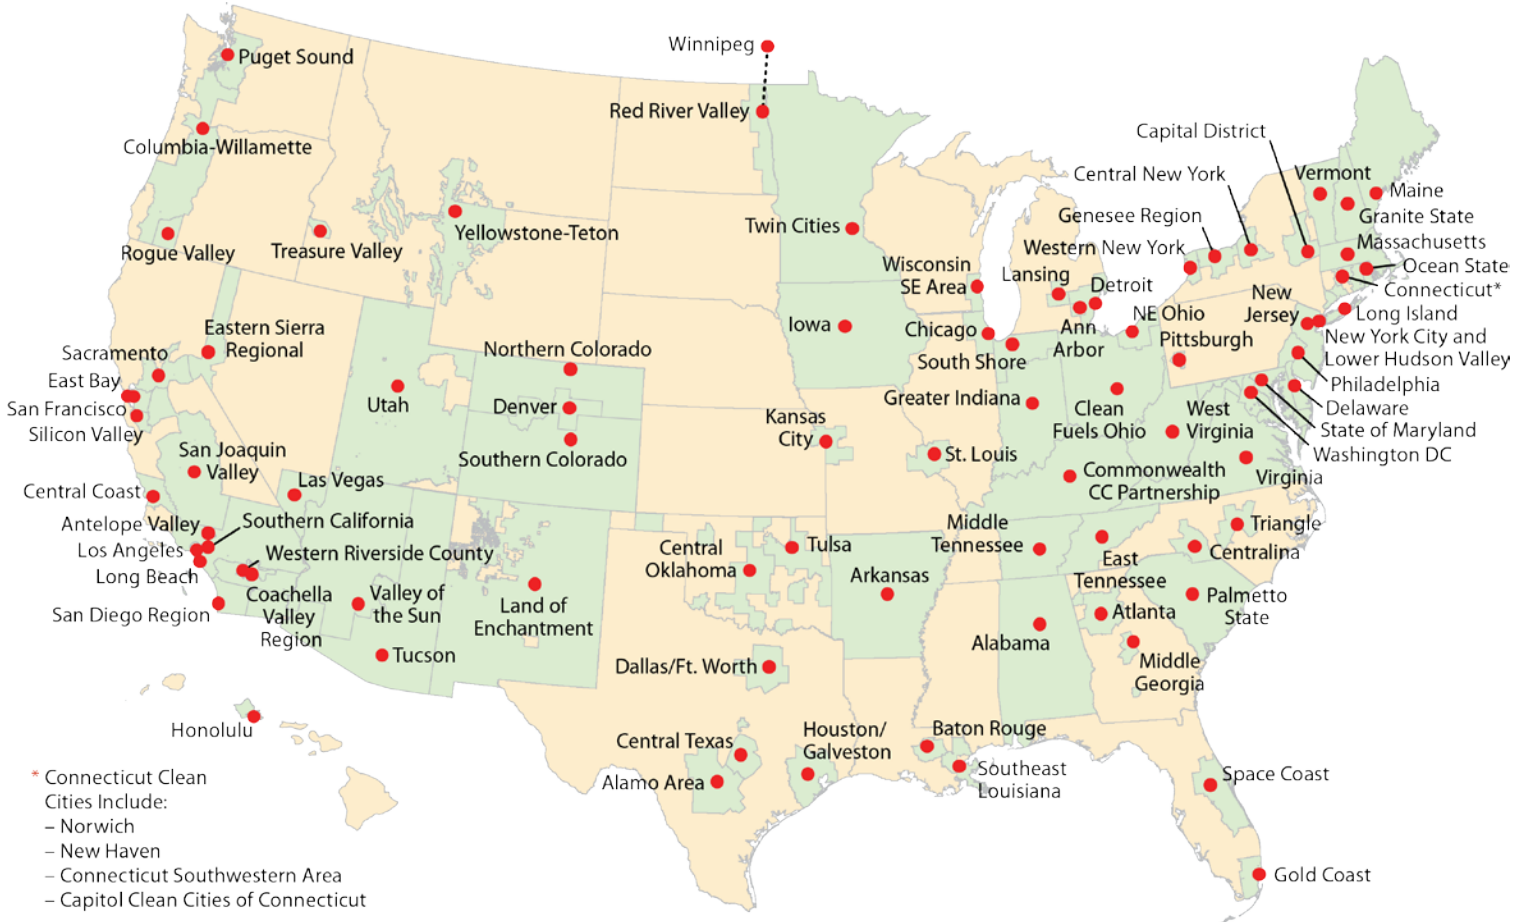 Winnipeg
Puget Sound
Red River Valley
Capital District
Columbia-Willamette
Central New York
Vermont
Maine
Genesee Region
Granite State
Yellowstone-Teton
Twin Cities
Rogue Valley
Treasure Valley
Western New York
Massachusetts
Wisconsin
SE Area
Lansing
Ocean State
Detroit
Connecticut*
New
Jersey
Long Island
NE Ohio
Iowa
Chicago
Ann
Arbor
Pittsburgh
New York City and
Lower Hudson Valley
Eastern Sierra
Regional
Sacramento
Northern Colorado
South Shore
East Bay
Philadelphia
Utah
Denver
Greater Indiana
San Francisco
Clean
Fuels Ohio
West
Virginia
Delaware
Silicon Valley
Kansas
City
State of Maryland
San Joaquin
Valley
Southern Colorado
St. Louis
Washington DC
Las Vegas
Commonwealth
CC Partnership
Virginia
Central Coast
Antelope Valley
Southern California
Middle
Tennessee
Triangle
Los Angeles
Western Riverside County
Central
Oklahoma
Tulsa
East
Tennessee
Centralina
Long Beach
Arkansas
Coachella
Valley
Region
Valley of
the Sun
Land of
Enchantment
Palmetto
State
San Diego Region
Atlanta
Alabama
Tucson
Dallas/Ft. Worth
Middle
Georgia
Honolulu
Central Texas
Houston/
Galveston
Baton Rouge
Alamo Area
Southeast
Louisiana
Space Coast
Gold Coast
* Connecticut Clean
Cities Include:
– Norwich
– New Haven
– Connecticut Southwestern Area
– Capitol Clean Cities of Connecticut